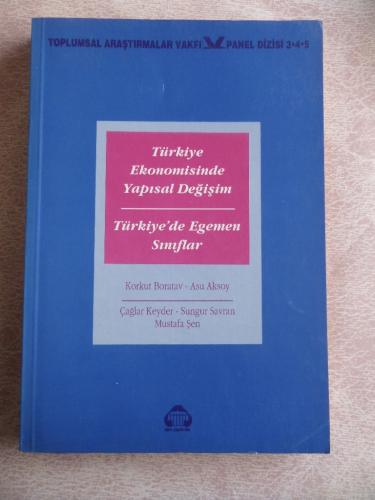 TOPLUMSAL ARAŞTIRMALAR VAKFI PANEL DİZİSİ 3•4•5
Türkiye
Ekonomisinde
Yapısal Değişim
Türkiye'de Egemen
Sınıflar
Korkut Boratav - Asu Aksoy
Çağlar Keyder - Sungur Savran
Mustafa Şen